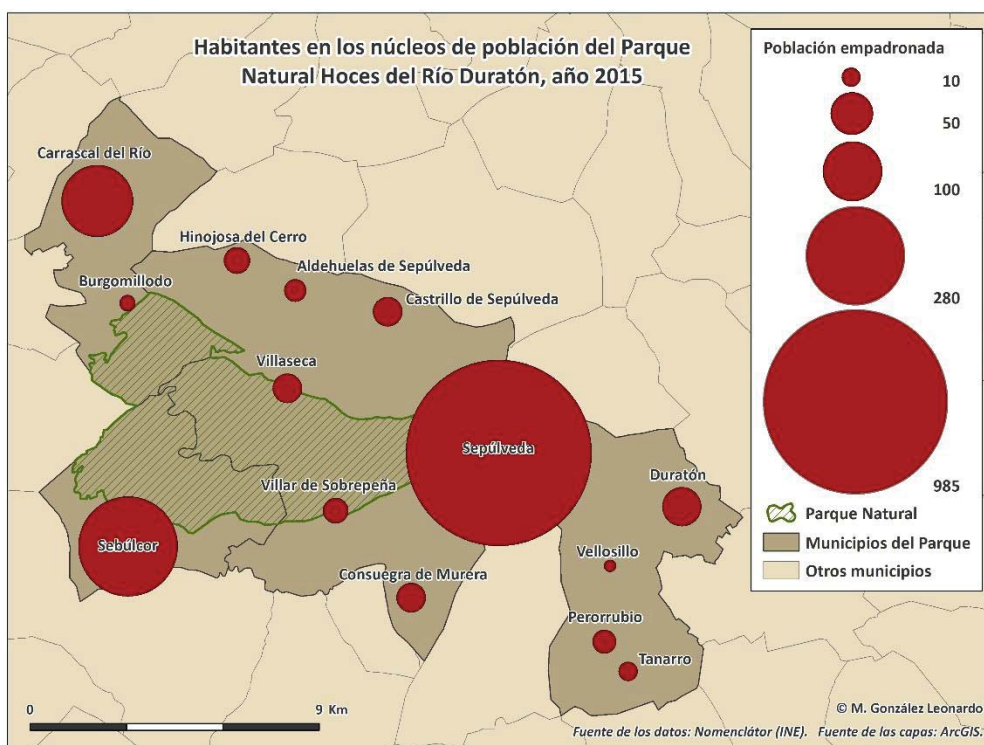 Habitantes en los núcleos de población del Parque
Natural Hoces del Río Duratón, año 2015
Carrascal del Río
Hinojosa del Cerro
Aldehuelas de Sepúlveda
Burgomillodo
Castrillo de Sepúlveda
Villaseca
Sepúlveda
Duratón
Villar de Sobrepeña
Sebúlcor
Vellosillo
Consuegra de Murera
Perorrubio
Tanarro
Población empadronada
10
50
100
280
985
Parque Natural
Municipios del Parque
Otros municipios
0 9 Km
© M. González Leonardo
Fuente de los datos: Nomenclátor (INE). Fuente de las capas: ArcGIS.